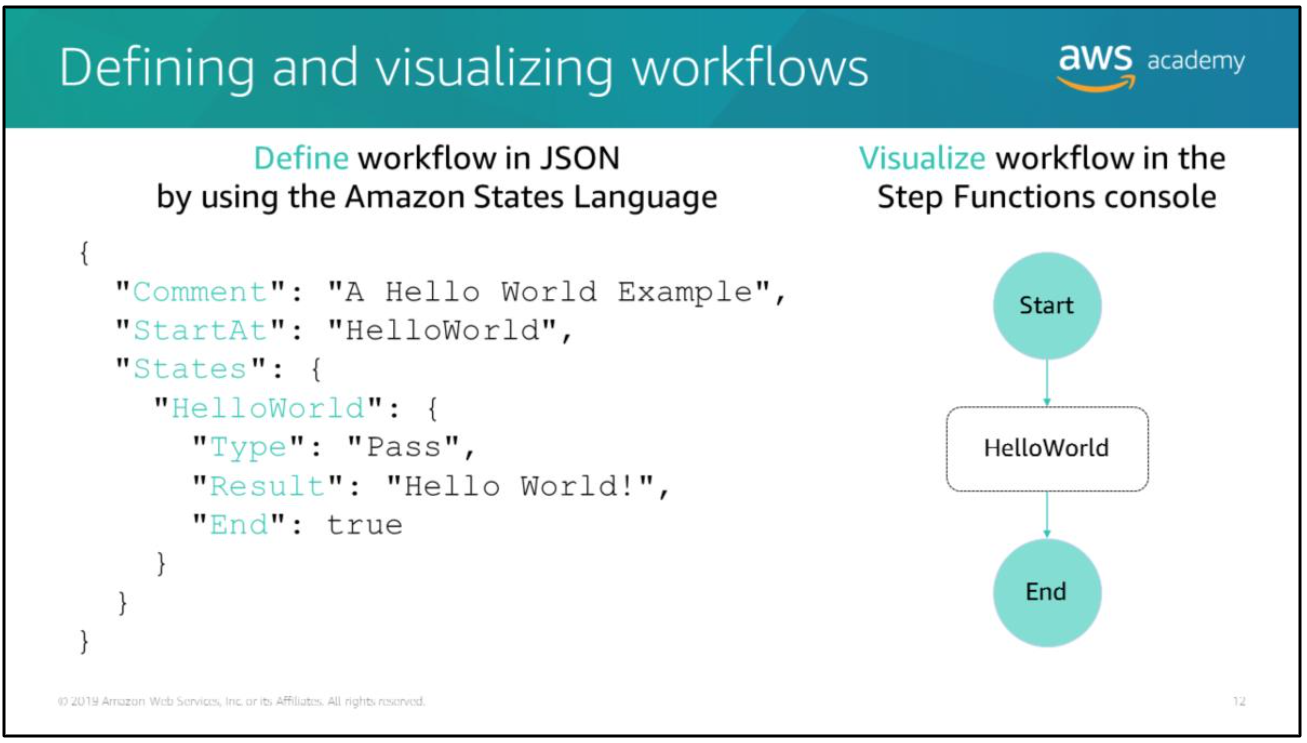 Defining and visualizing workflows
aws academy
Define workflow in JSON
by using the Amazon States Language
{
  "Comment": "A Hello World Example",
  "StartAt": "HelloWorld",
  "States": {
    "HelloWorld": {
      "Type": "Pass",
      "Result": "Hello World!",
      "End": true
    }
  }
}
Visualize workflow in the
Step Functions console
Start
HelloWorld
End
© 2019 Amazon Web Services, Inc. or its Affiliates. All rights reserved.
12